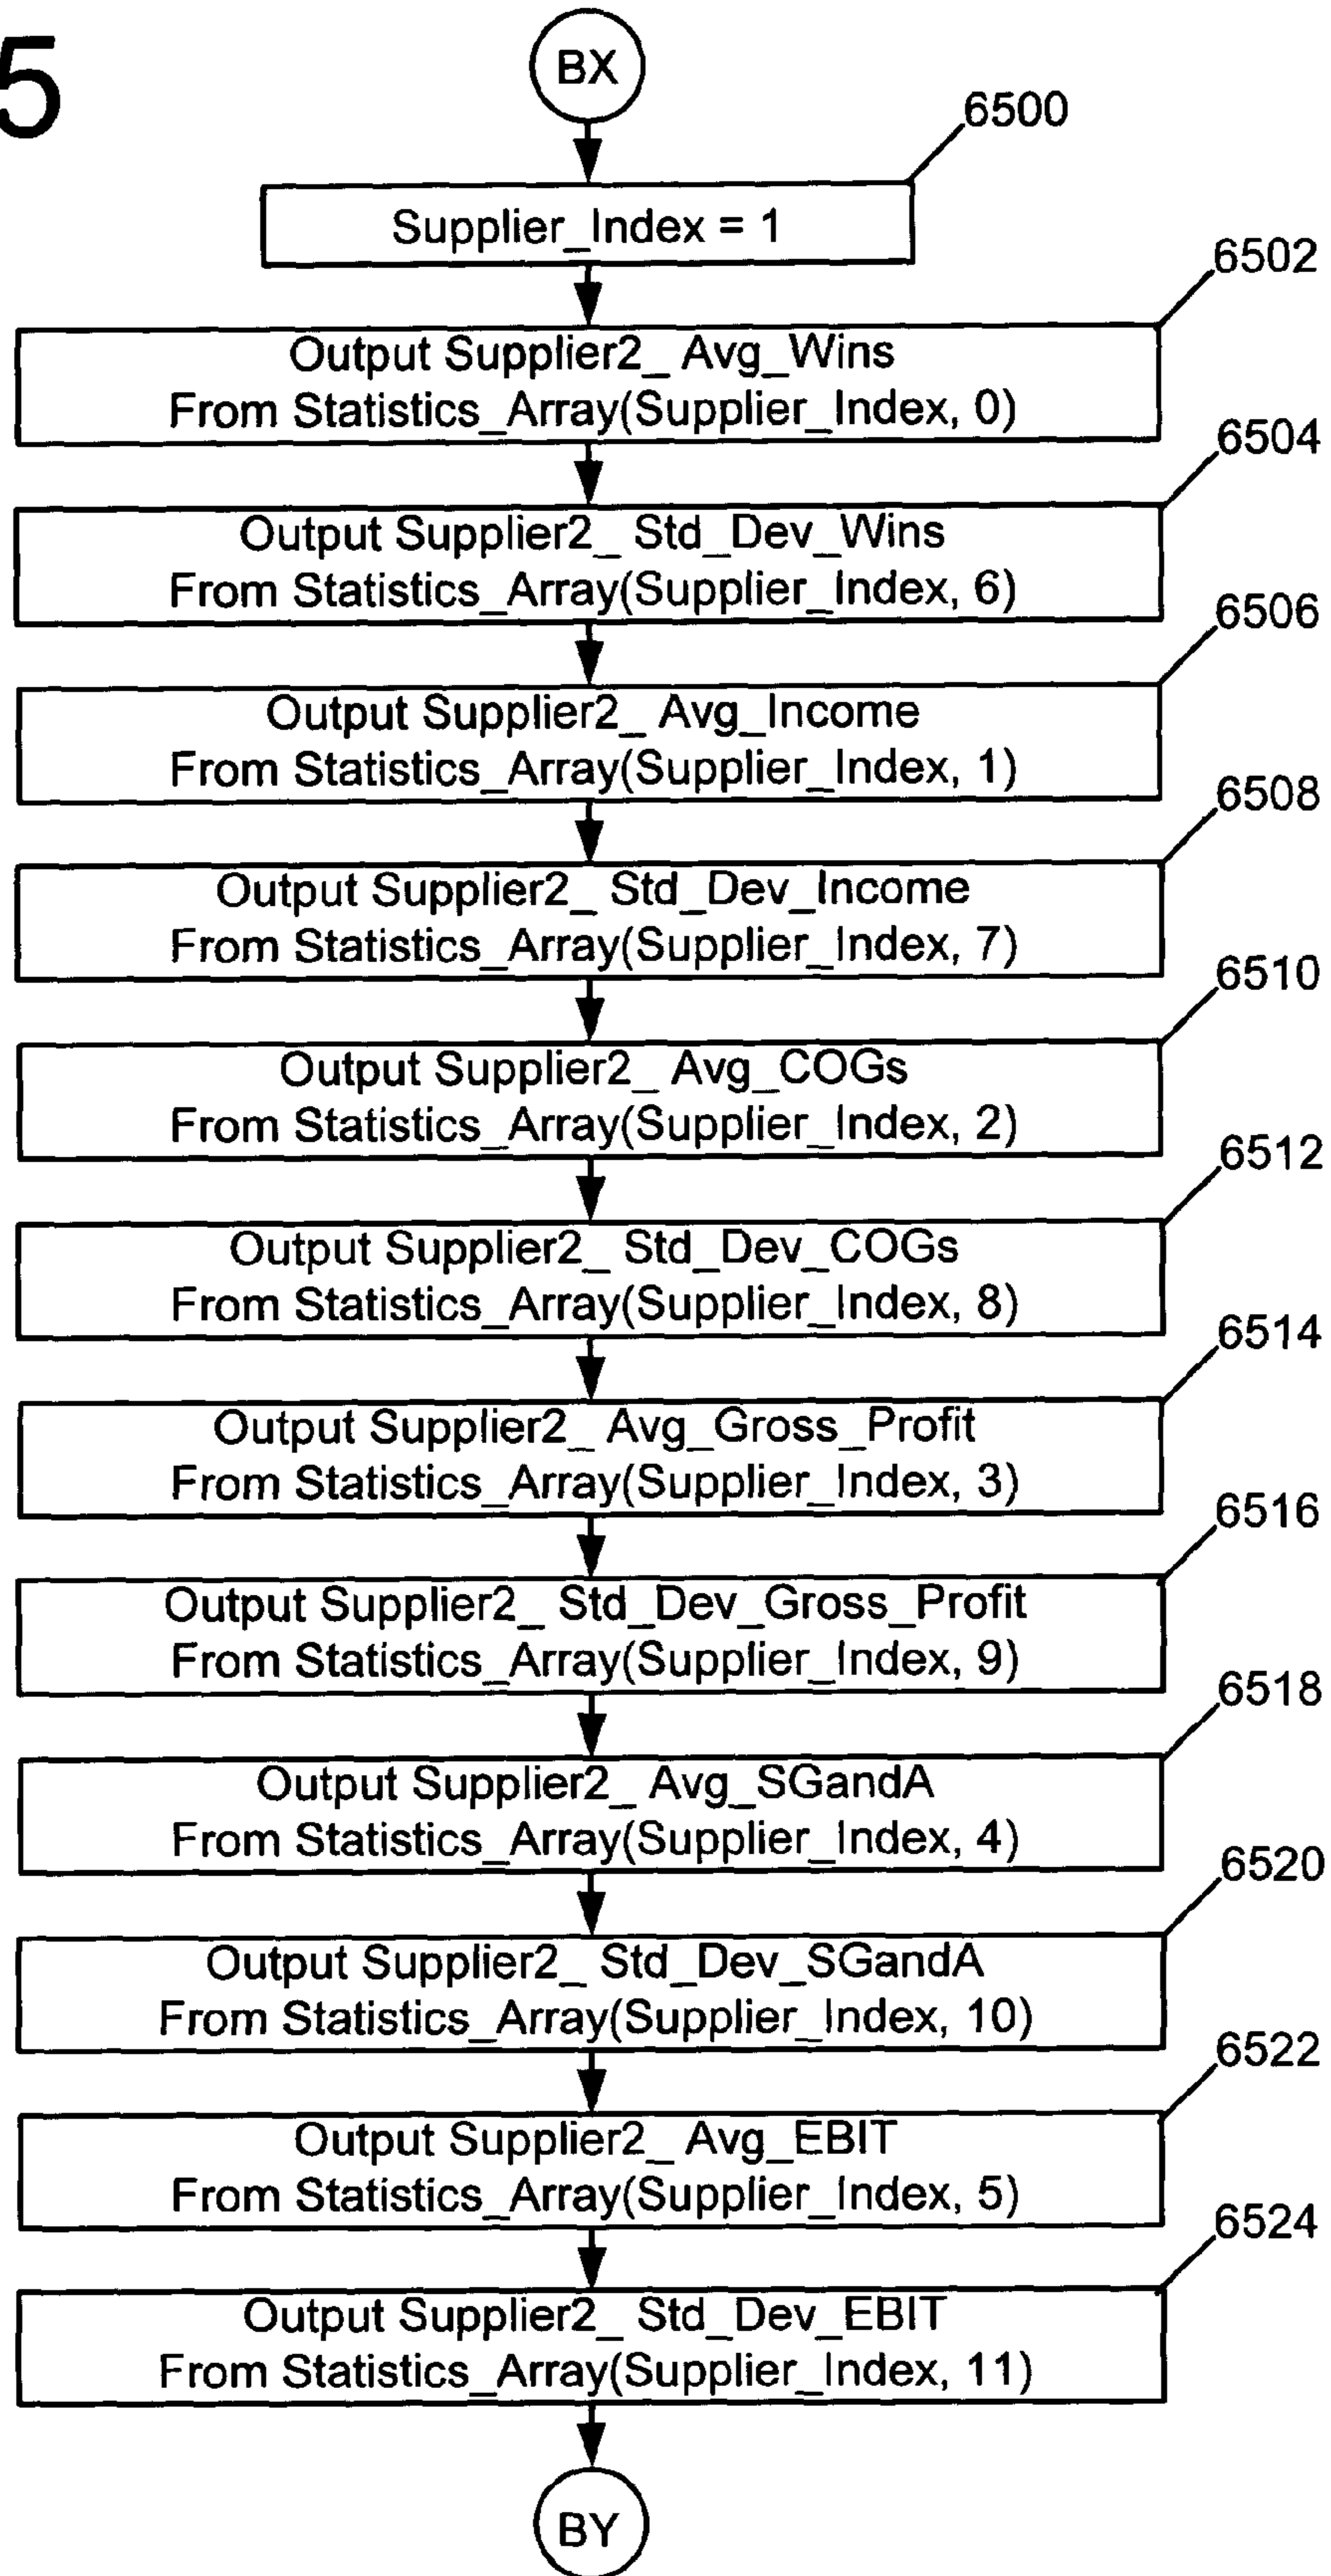 5
BX
6500
Supplier_Index = 1
6502
Output Supplier2_ Avg_Wins
From Statistics_Array(Supplier_Index, 0)
6504
Output Supplier2_ Std_Dev_Wins
From Statistics_Array(Supplier_Index, 6)
6506
Output Supplier2_ Avg_Income
From Statistics_Array(Supplier_Index, 1)
6508
Output Supplier2_ Std_Dev_Income
From Statistics_Array(Supplier_Index, 7)
6510
Output Supplier2_ Avg_COGs
From Statistics_Array(Supplier_Index, 2)
6512
Output Supplier2_ Std_Dev_COGs
From Statistics_Array(Supplier_Index, 8)
6514
Output Supplier2_ Avg_Gross_Profit
From Statistics_Array(Supplier_Index, 3)
6516
Output Supplier2_ Std_Dev_Gross_Profit
From Statistics_Array(Supplier_Index, 9)
6518
Output Supplier2_ Avg_SGandA
From Statistics_Array(Supplier_Index, 4)
6520
Output Supplier2_ Std_Dev_SGandA
From Statistics_Array(Supplier_Index, 10)
6522
Output Supplier2_ Avg_EBIT
From Statistics_Array(Supplier_Index, 5)
6524
Output Supplier2_ Std_Dev_EBIT
From Statistics_Array(Supplier_Index, 11)
BY